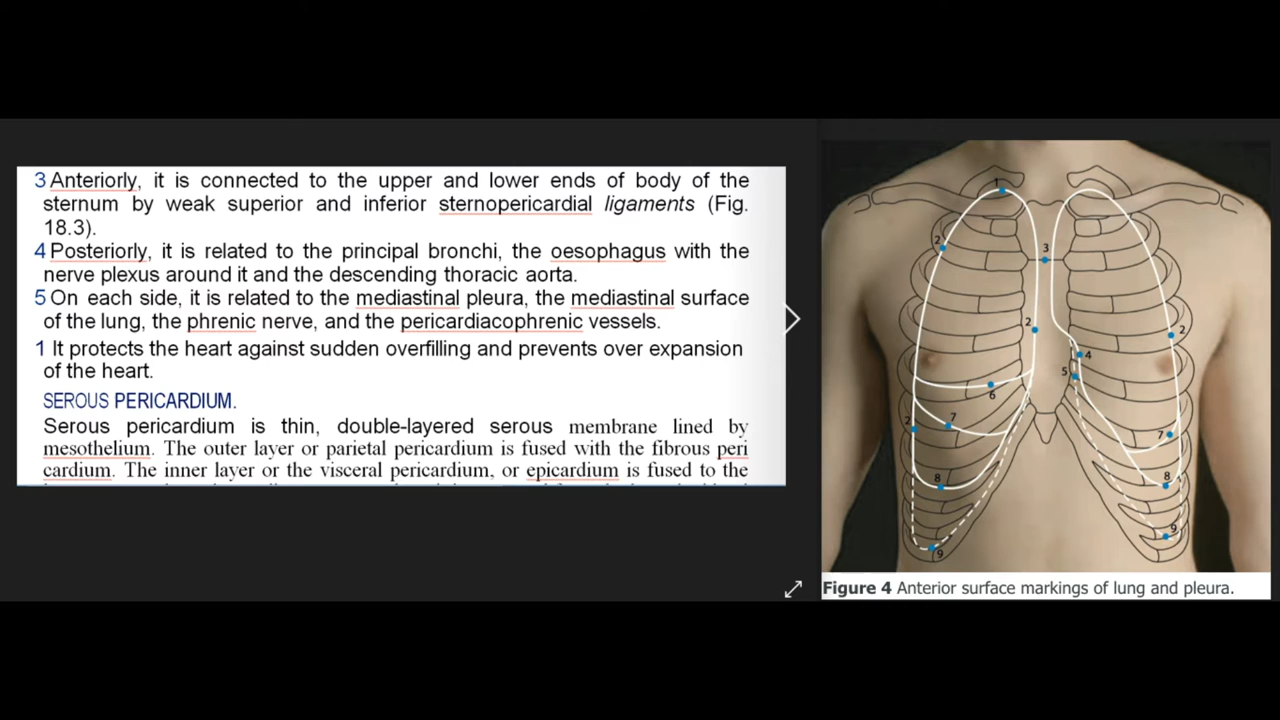 3 Anteriorly, it is connected to the upper and lower ends of body of the
sternum by weak superior and inferior sternopericardial ligaments (Fig.
18.3).
4 Posteriorly, it is related to the principal bronchi, the oesophagus with the
nerve plexus around it and the descending thoracic aorta.
5 On each side, it is related to the mediastinal pleura, the mediastinal surface
of the lung, the phrenic nerve, and the pericardiacophrenic vessels.
1 It protects the heart against sudden overfilling and prevents over expansion
of the heart.
SEROUS PERICARDIUM.
Serous pericardium is thin, double-layered serous membrane lined by
mesothelium. The outer layer or parietal pericardium is fused with the fibrous peri
cardium. The inner layer or the visceral pericardium, or epicardium is fused to the
1
2
3
2
2
4
5
6
7
2
7
8
8
9
9
Figure 4 Anterior surface markings of lung and pleura.